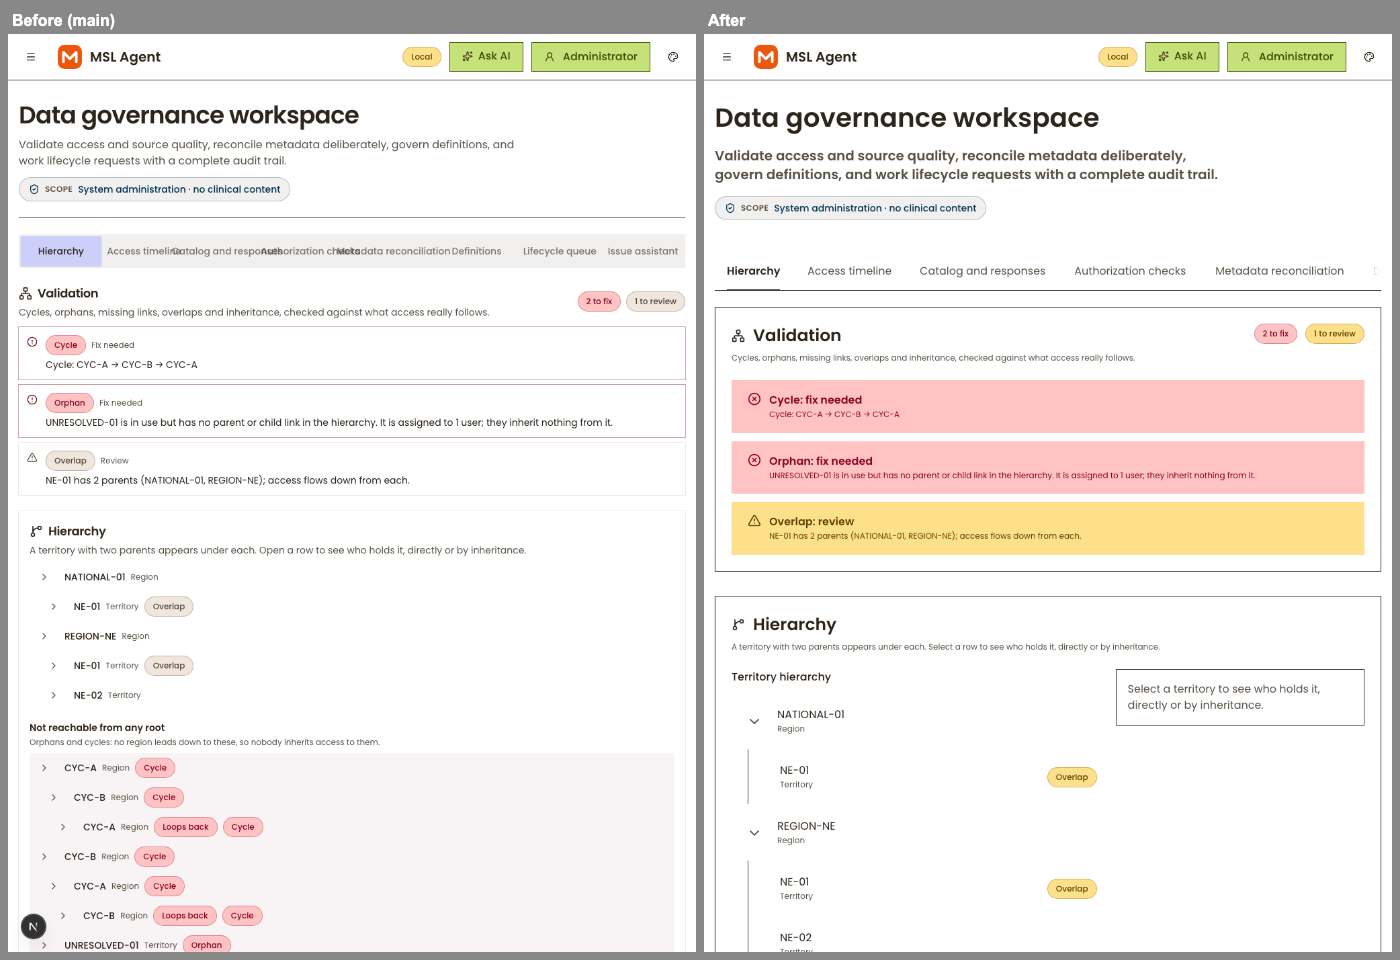 Before (main)
MSL Agent
Local
Ask AI
Administrator
Data governance workspace
Validate access and source quality, reconcile metadata deliberately, govern definitions, and
work lifecycle requests with a complete audit trail.
SCOPE System administration · no clinical content
Hierarchy
Access timeline
Catalog and responses
Authorization checks
Metadata reconciliation
Definitions
Lifecycle queue
Issue assistant
Validation
2 to fix
1 to review
Cycles, orphans, missing links, overlaps and inheritance, checked against what access really follows.
Cycle Fix needed
Cycle: CYC-A → CYC-B → CYC-A
Orphan Fix needed
UNRESOLVED-01 is in use but has no parent or child link in the hierarchy. It is assigned to 1 user; they inherit nothing from it.
Overlap Review
NE-01 has 2 parents (NATIONAL-01, REGION-NE); access flows down from each.
Hierarchy
A territory with two parents appears under each. Open a row to see who holds it, directly or by inheritance.
NATIONAL-01 Region
NE-01 Territory Overlap
REGION-NE Region
NE-01 Territory Overlap
NE-02 Territory
Not reachable from any root
Orphans and cycles: no region leads down to these, so nobody inherits access to them.
CYC-A Region Cycle
CYC-B Region Cycle
CYC-A Region Loops back Cycle
CYC-B Region Cycle
CYC-A Region Cycle
CYC-B Region Loops back Cycle
UNRESOLVED-01 Territory Orphan
N
After
MSL Agent
Local
Ask AI
Administrator
Data governance workspace
Validate access and source quality, reconcile metadata deliberately,
govern definitions, and work lifecycle requests with a complete audit trail.
SCOPE System administration · no clinical content
Hierarchy
Access timeline
Catalog and responses
Authorization checks
Metadata reconciliation
Validation
2 to fix
1 to review
Cycles, orphans, missing links, overlaps and inheritance, checked against what access really follows.
Cycle: fix needed
Cycle: CYC-A → CYC-B → CYC-A
Orphan: fix needed
UNRESOLVED-01 is in use but has no parent or child link in the hierarchy. It is assigned to 1 user; they inherit nothing from it.
Overlap: review
NE-01 has 2 parents (NATIONAL-01, REGION-NE); access flows down from each.
Hierarchy
A territory with two parents appears under each. Select a row to see who holds it, directly or by inheritance.
Territory hierarchy
Select a territory to see who holds it,
directly or by inheritance.
NATIONAL-01
Region
NE-01
Territory
Overlap
REGION-NE
Region
NE-01
Territory
Overlap
NE-02
Territory